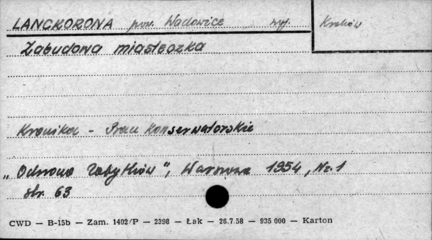 LANCKORONA pow. Wadowice woj. Kraków
Zabudowa miasteczka
Kronika - Prace konserwatorskie
„Ochrona Zabytków", Warszawa 1954, Nr. 1
str. 63
CWD — B-15b — Zam. 1402/P — 2398 — Łak — 26.7.58 — 935 000 — Karton